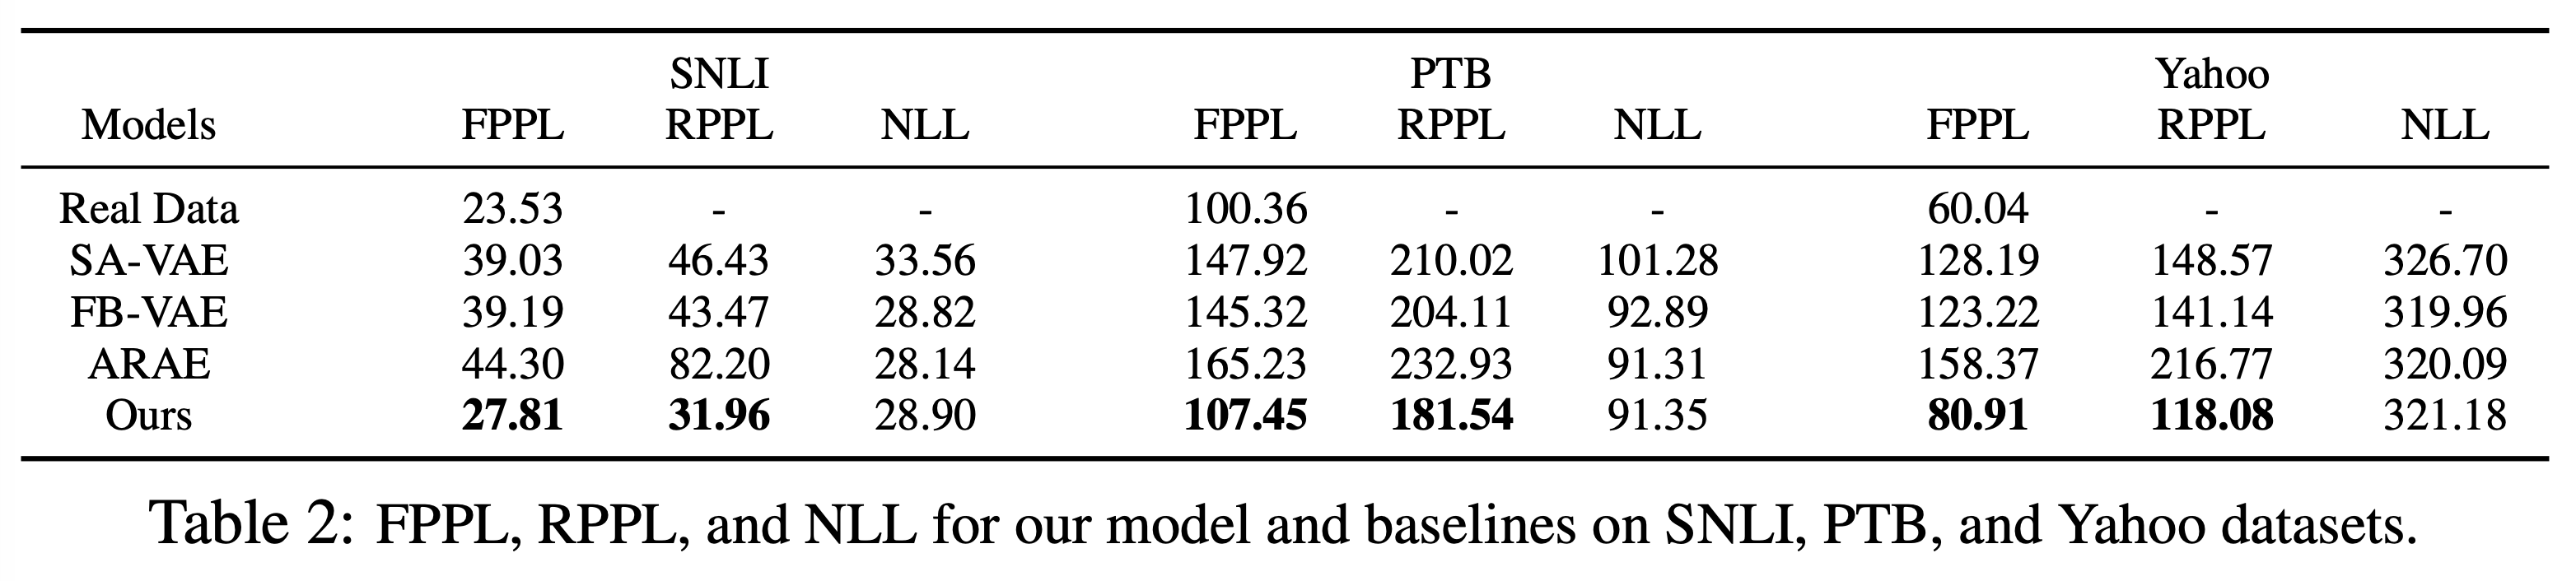 SNLI PTB Yahoo
Models FPPL RPPL NLL FPPL RPPL NLL FPPL RPPL NLL
Real Data 23.53 - - 100.36 - - 60.04 - -
SA-VAE 39.03 46.43 33.56 147.92 210.02 101.28 128.19 148.57 326.70
FB-VAE 39.19 43.47 28.82 145.32 204.11 92.89 123.22 141.14 319.96
ARAE 44.30 82.20 28.14 165.23 232.93 91.31 158.37 216.77 320.09
Ours 27.81 31.96 28.90 107.45 181.54 91.35 80.91 118.08 321.18
Table 2: FPPL, RPPL, and NLL for our model and baselines on SNLI, PTB, and Yahoo datasets.